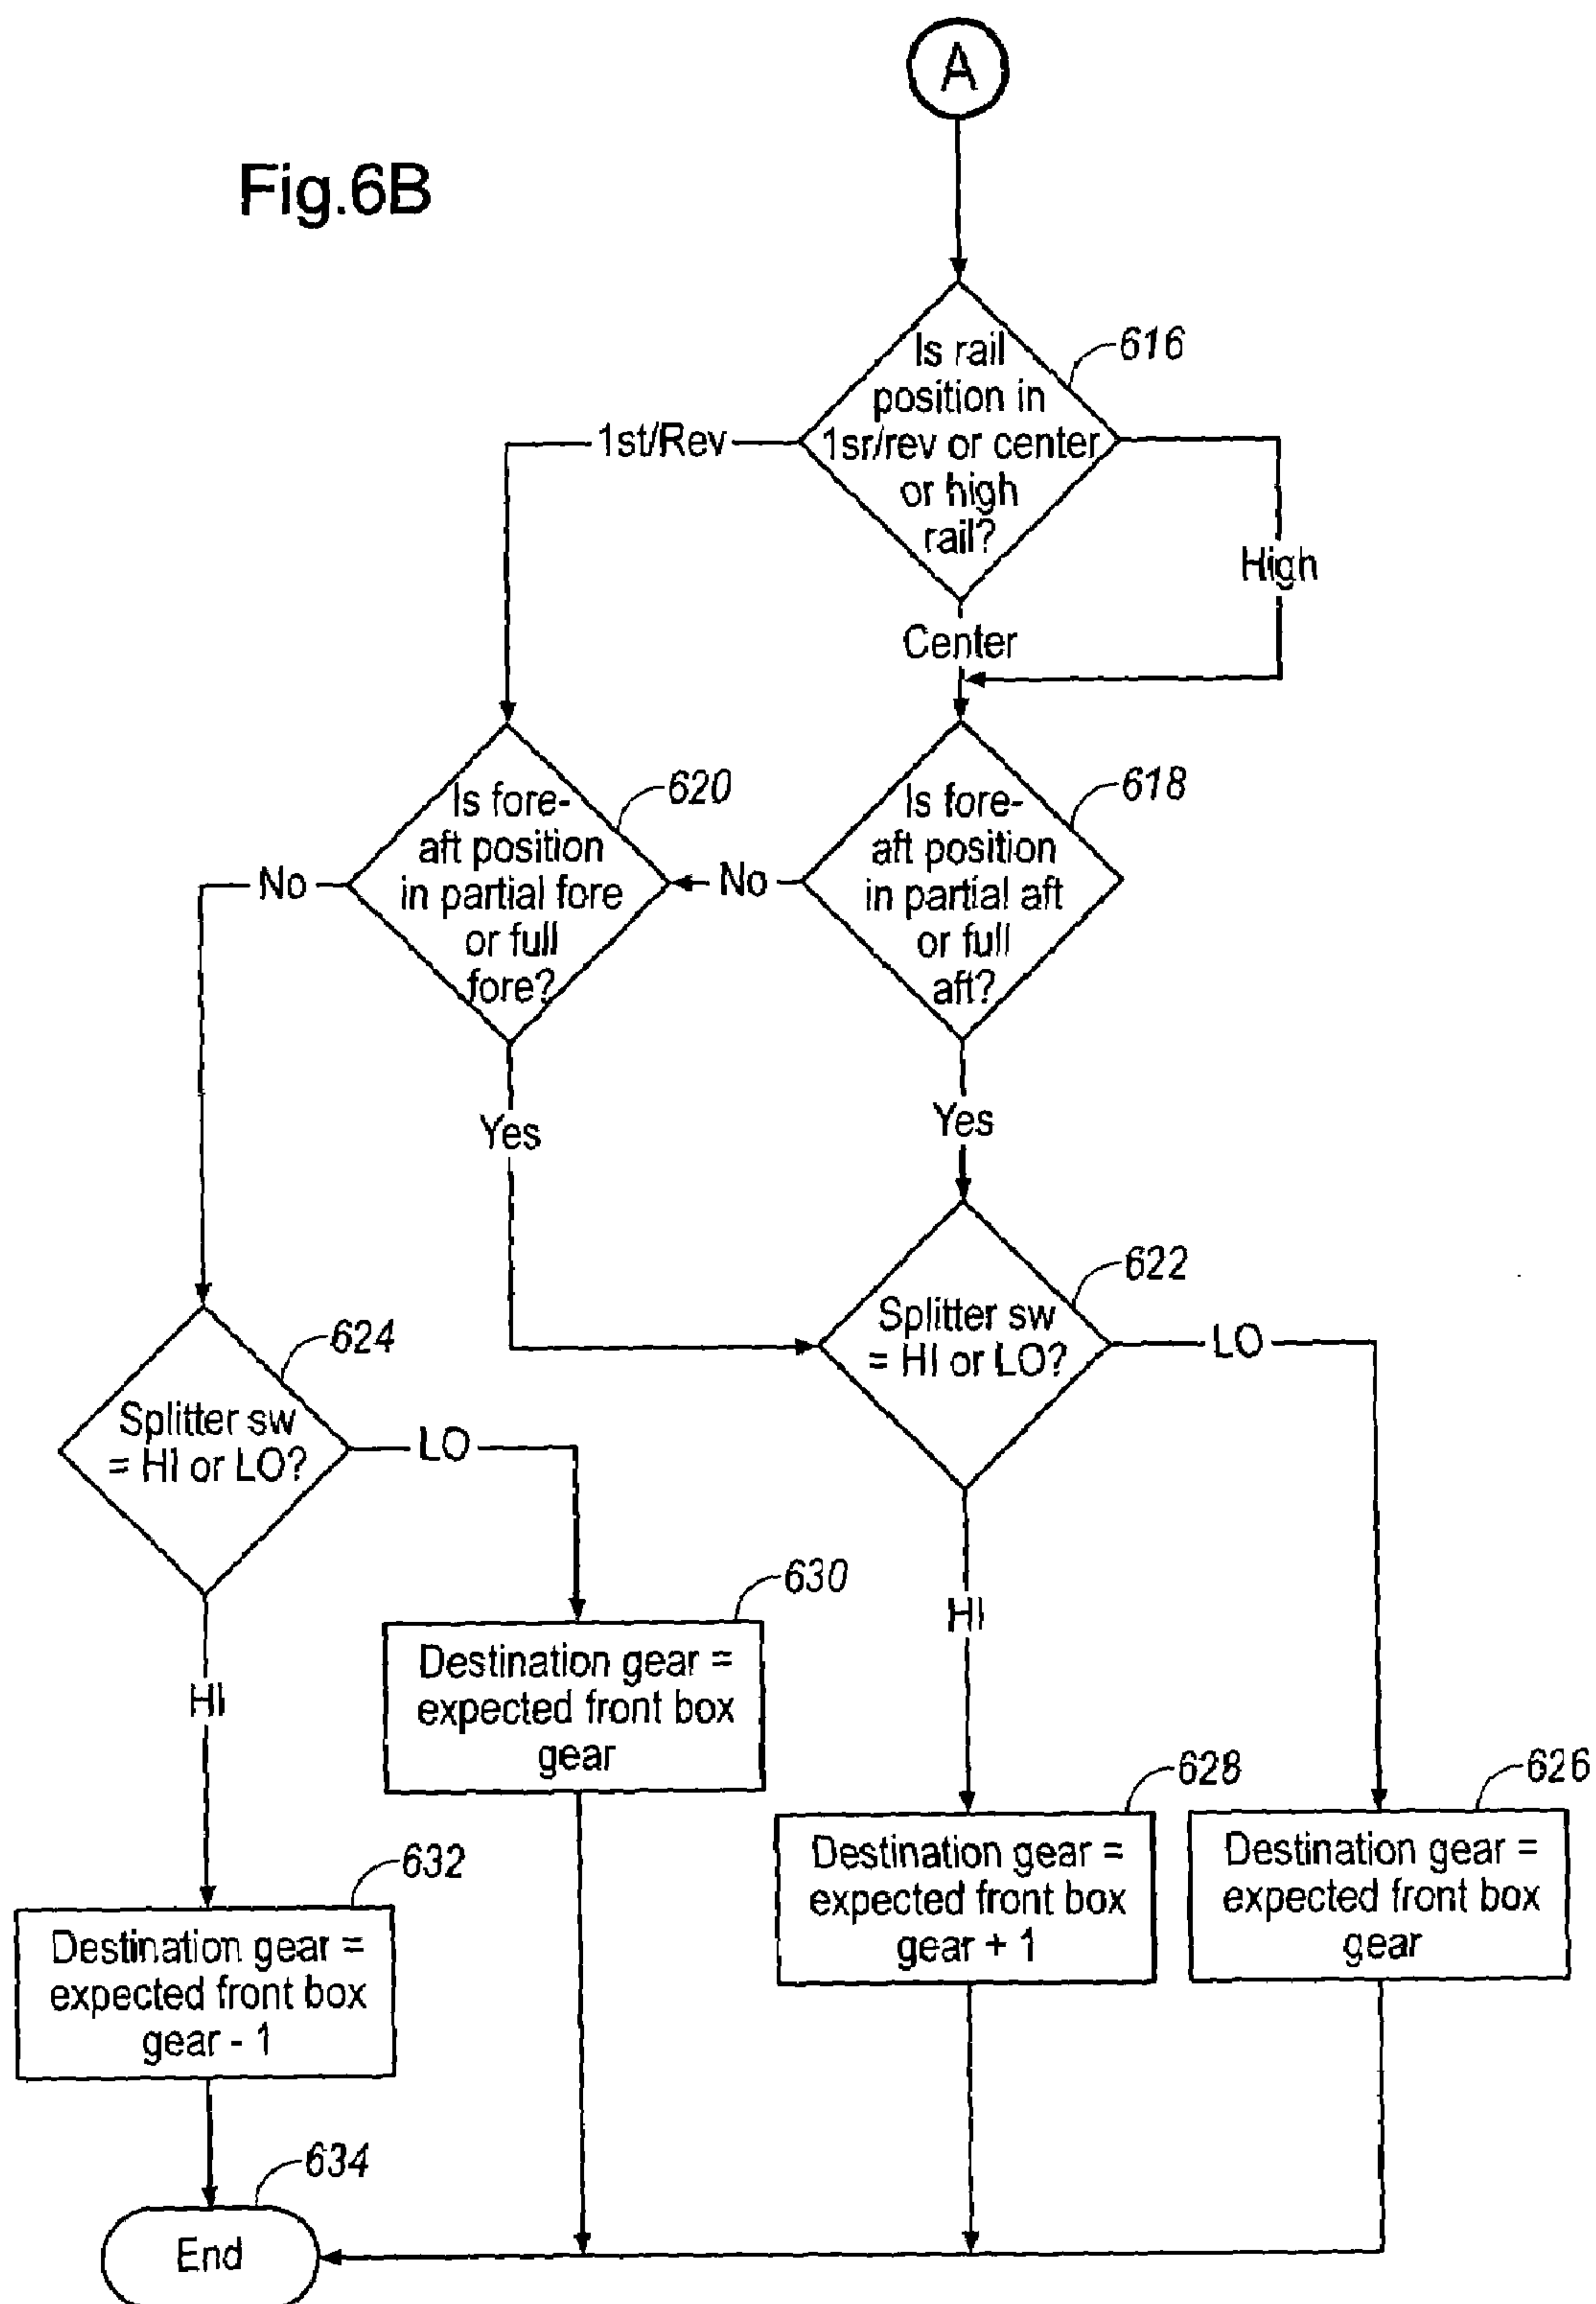 A
Fig.6B
616
Is rail
position in
1sr/rev or center
or high
rail?
1st/Rev
High
Center
620
Is fore-
aft position
in partial fore
or full
fore?
618
Is fore-
aft position
in partial aft
or full
aft?
No
No
Yes
Yes
622
Splitter sw
= HI or LO?
LO
624
Splitter sw
= HI or LO?
LO
HI
HI
630
Destination gear =
expected front box
gear
628
Destination gear =
expected front box
gear + 1
626
Destination gear =
expected front box
gear
632
Destination gear =
expected front box
gear - 1
634
End